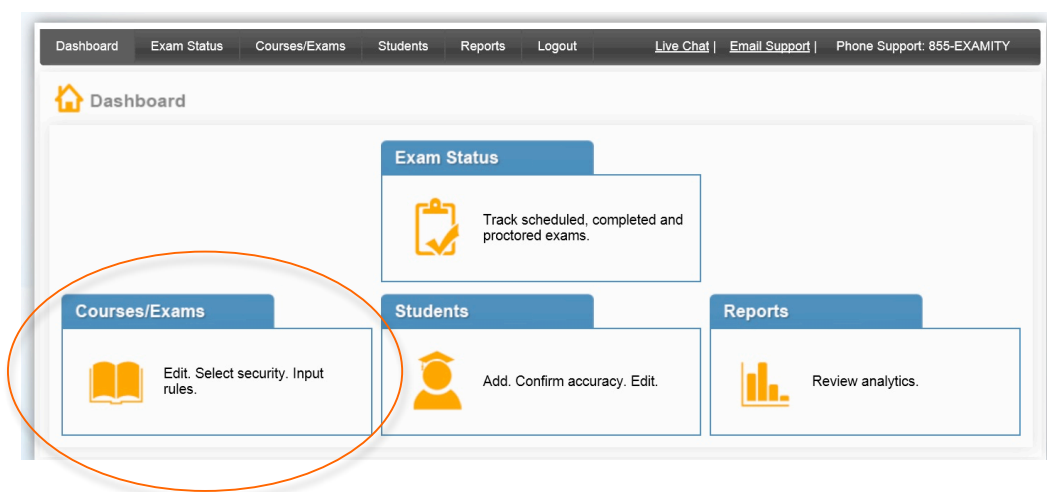 Dashboard Exam Status Courses/Exams Students Reports Logout Live Chat | Email Support | Phone Support: 855-EXAMITY
Dashboard
Exam Status
Track scheduled, completed and
proctored exams.
Courses/Exams
Edit. Select security. Input
rules.
Students
Add. Confirm accuracy. Edit.
Reports
Review analytics.